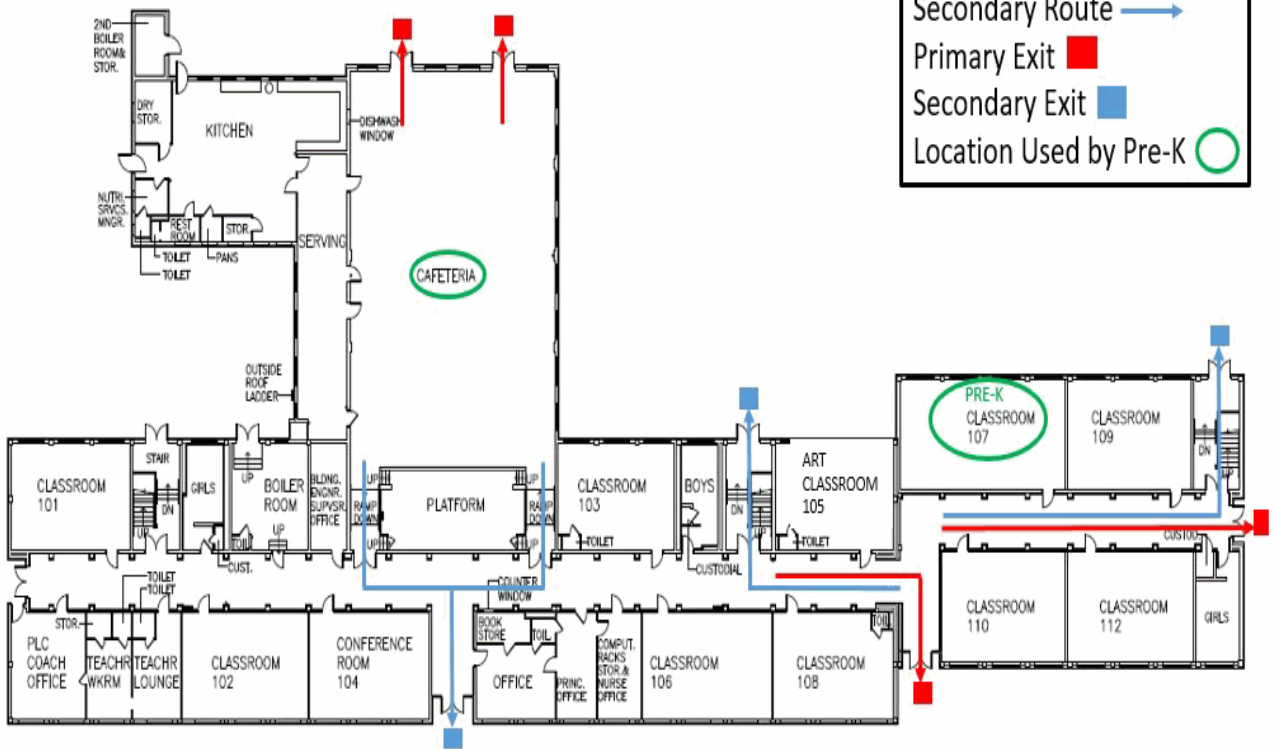 Secondary Route
Primary Exit
Secondary Exit
Location Used by Pre-K
2ND
BOILER
ROOM&
STOR.
DRY
STOR.
KITCHEN
DISHWASH
WINDOW
NUTRI.
SRVCS.
MNGR.
REST
ROOM
STOR.
TOILET
PANS
TOILET
SERVING
CAFETERIA
OUTSIDE
ROOF
LADDER
CLASSROOM
101
STAIR
UP
DN
GIRLS
UP
BOILER
ROOM
UP
TOIL
CUST.
BLDNG.
ENGNR.
SUPVSR.
OFFICE
UP
RAMP
DOWN
UP
PLATFORM
UP
RAMP
DOWN
UP
CLASSROOM
103
TOILET
BOYS
CUSTODIAL
DN
UP
ART
CLASSROOM
105
TOILET
PRE-K
CLASSROOM
107
CLASSROOM
109
DN
UP
CUSTOD
CLASSROOM
110
CLASSROOM
112
GIRLS
TOILET
TOILET
STOR.
PLC
COACH
OFFICE
TEACHR
WKRM
TEACHR
LOUNGE
CLASSROOM
102
CONFERENCE
ROOM
104
COUNTER
WINDOW
BOOK
STORE
TOIL.
OFFICE
PRINC.
OFFICE
COMPUT.
RACKS
STOR.&
NURSE
OFFICE
CLASSROOM
106
CLASSROOM
108
TOIL